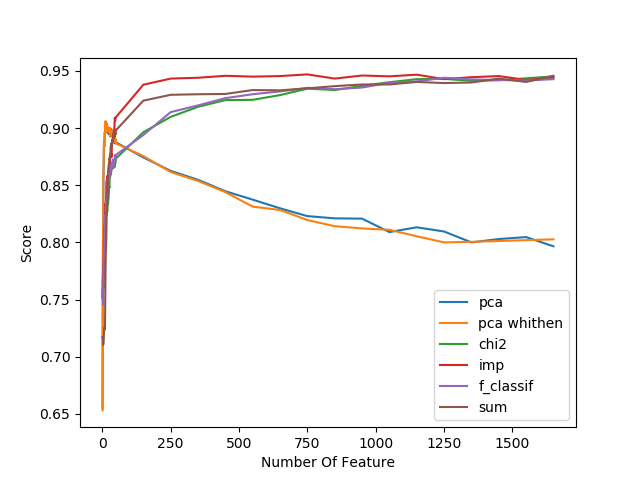 0.95
0.90
0.85
0.80
0.75
0.70
0.65
Score
0 250 500 750 1000 1250 1500
Number Of Feature
pca
pca whithen
chi2
imp
f_classif
sum